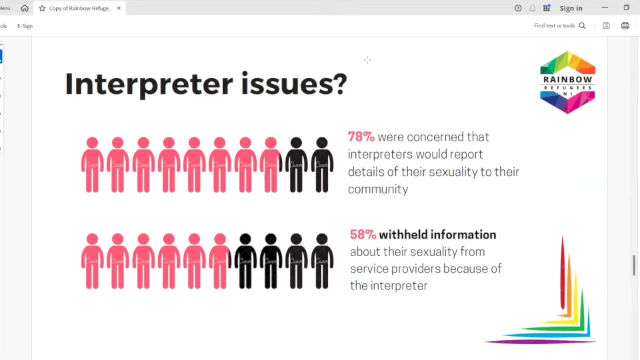 Menu
Copy of Rainbow Refuge
Sign in
E-Sign
Find text or tools
Interpreter issues?
RAINBOW
REFUGEES
NI
78% were concerned that
interpreters would report
details of their sexuality to their
community
58% withheld information
about their sexuality from
service providers because of
the interpreter